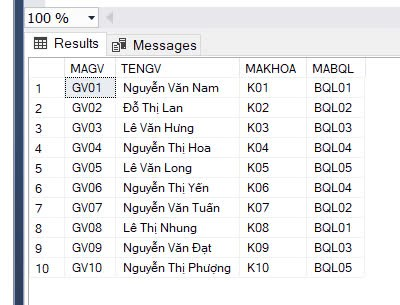 100 %
Results Messages
MAGV TENGV MAKHOA MABQL
1 GV01 Nguyễn Văn Nam K01 BQL01
2 GV02 Đỗ Thị Lan K02 BQL02
3 GV03 Lê Văn Hưng K03 BQL03
4 GV04 Nguyễn Thị Hoa K04 BQL04
5 GV05 Lê Văn Long K05 BQL05
6 GV06 Nguyễn Thị Yến K06 BQL04
7 GV07 Nguyễn Văn Tuấn K07 BQL02
8 GV08 Lê Thị Nhung K08 BQL01
9 GV09 Nguyễn Văn Đạt K09 BQL03
10 GV10 Nguyễn Thị Phượng K10 BQL05